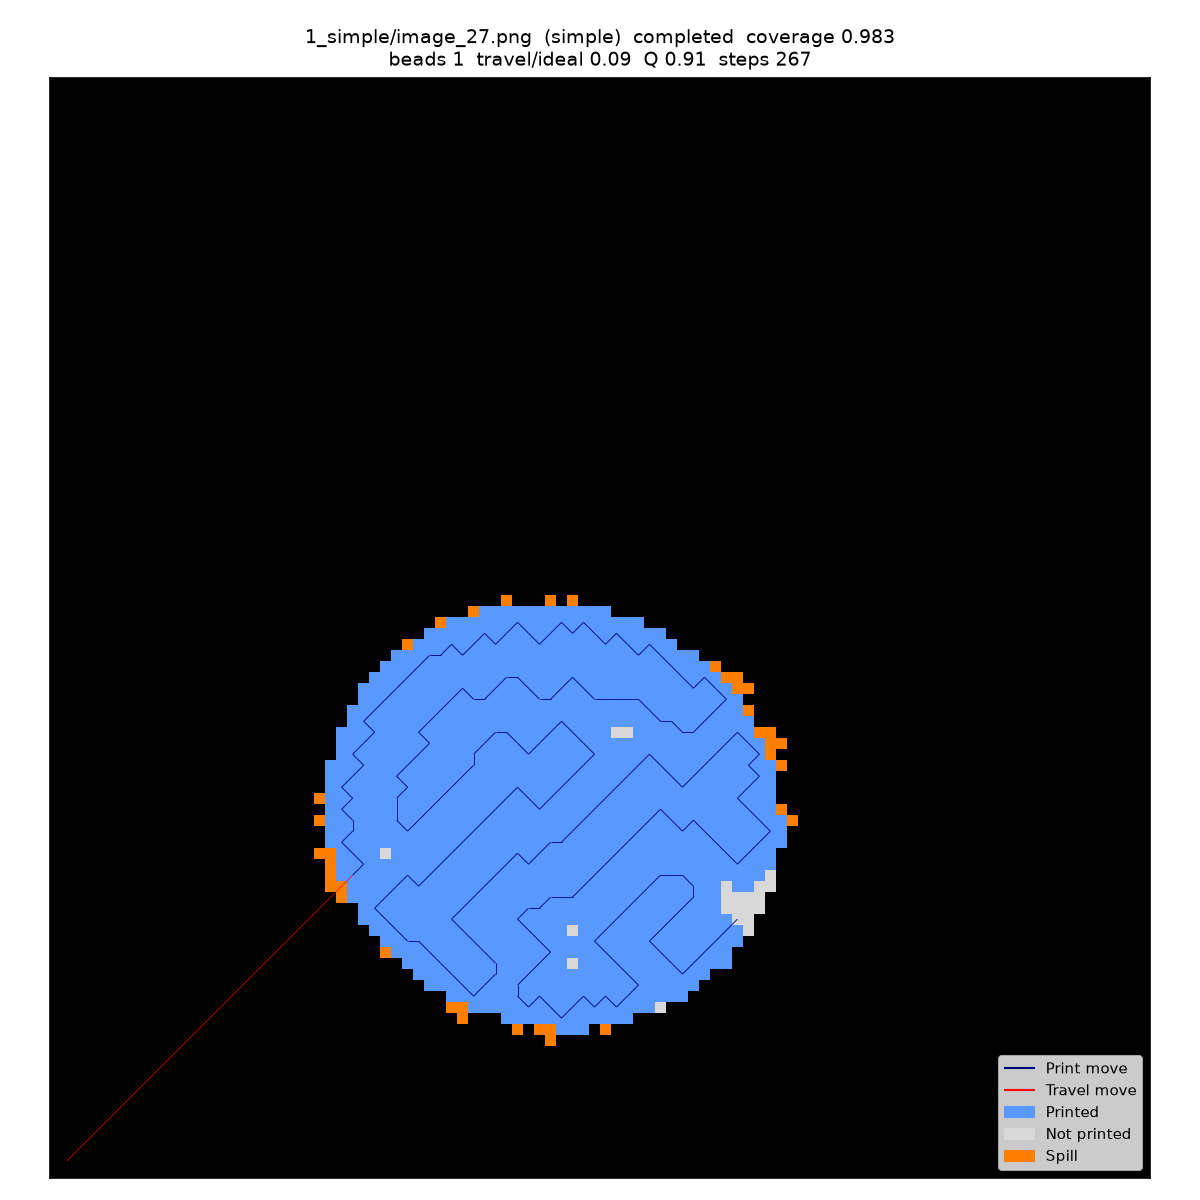 1_simple/image_27.png  (simple)  completed  coverage 0.983
beads 1  travel/ideal 0.09  Q 0.91  steps 267
Print move
Travel move
Printed
Not printed
Spill